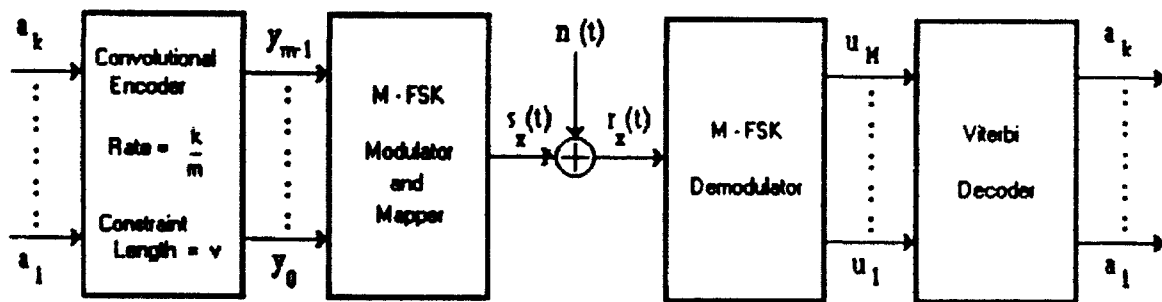 a_k
Convolutional
Encoder
Rate = k/m
Constraint
Length = v
a_1
y_m-1
y_0
M - FSK
Modulator
and
Mapper
s_x(t)
n(t)
r_x(t)
M - FSK
Demodulator
u_M
u_1
Viterbi
Decoder
a_k
a_1